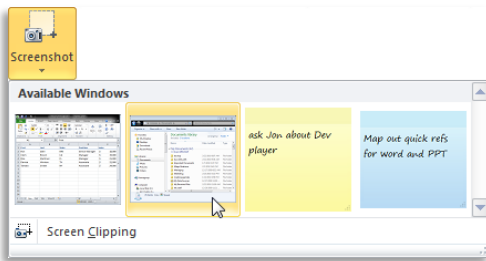 Screenshot
Available Windows
ask Jon about Dev
player
Map out quick refs
for word and PPT
Screen Clipping